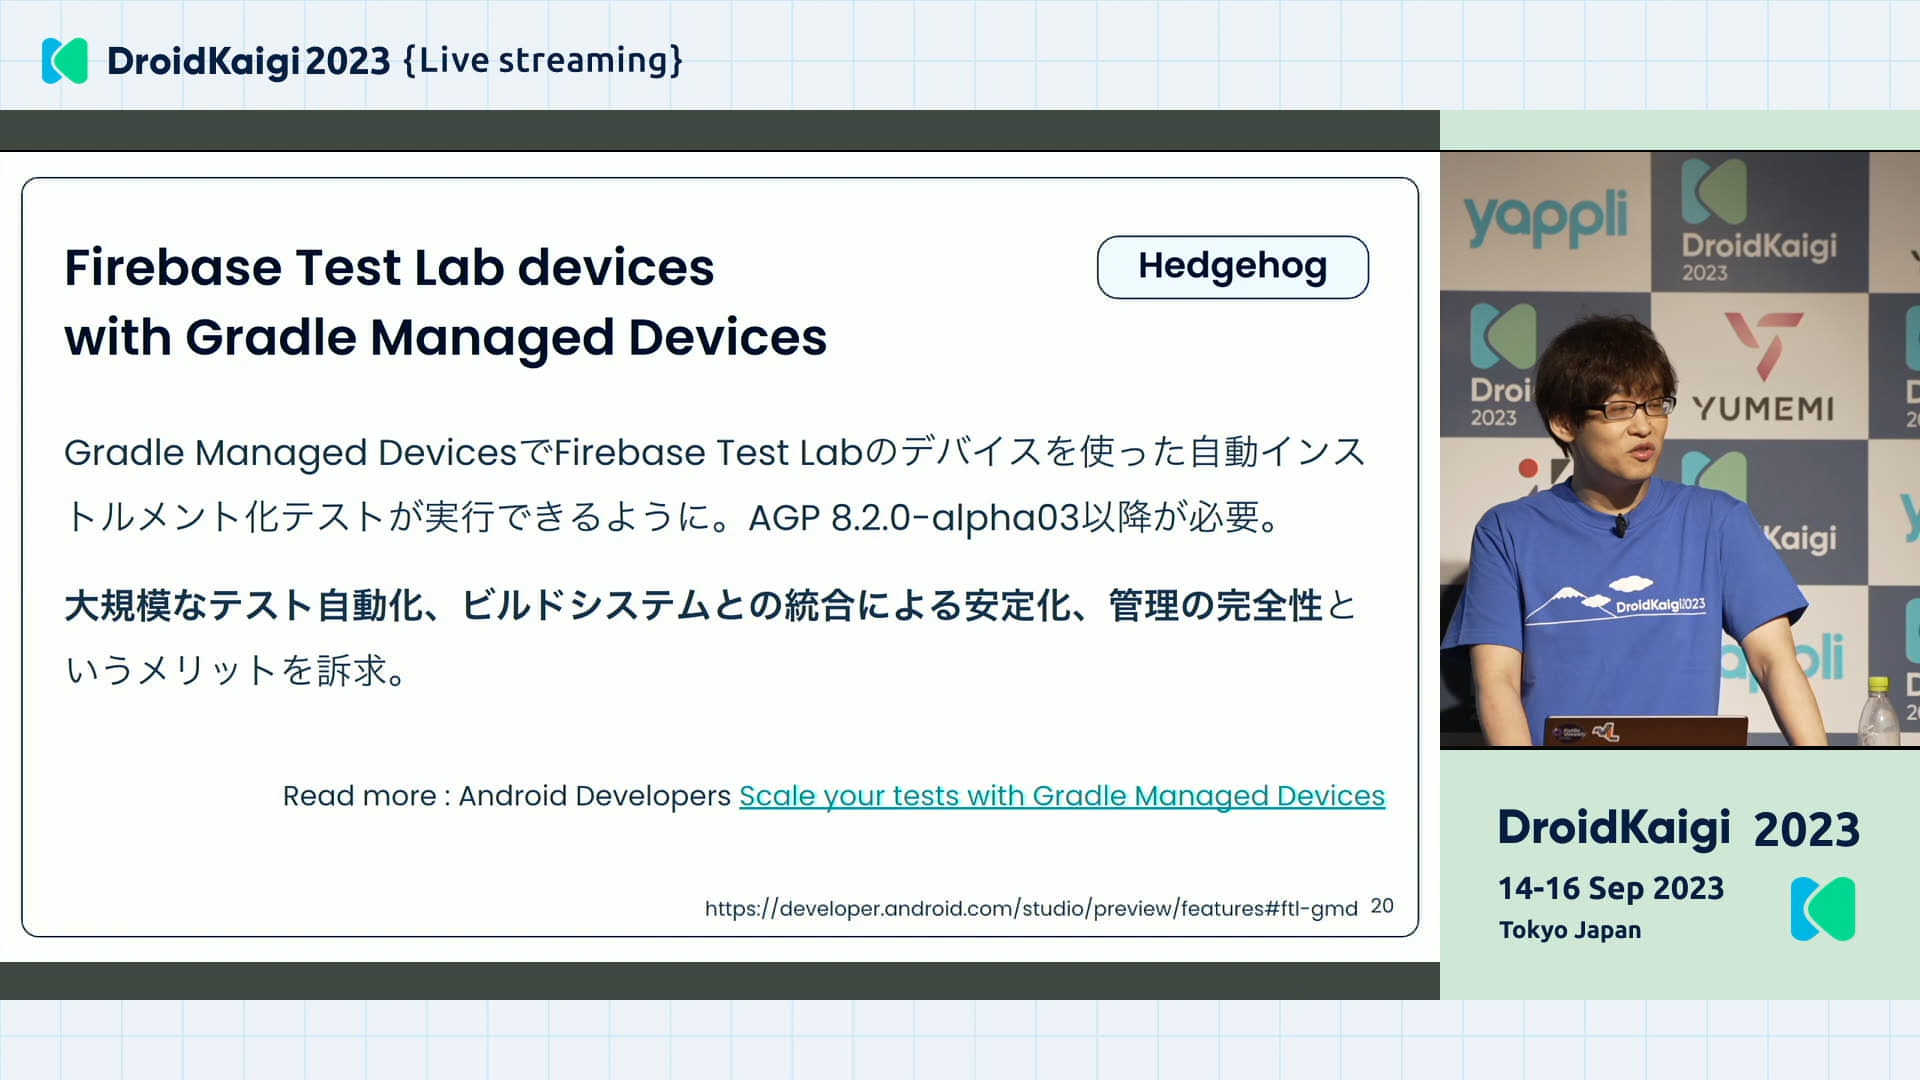 DroidKaigi 2023 {Live streaming}
Firebase Test Lab devices
with Gradle Managed Devices
Hedgehog
Gradle Managed DevicesでFirebase Test Labのデバイスを使った自動インス
トルメント化テストが実行できるように。AGP 8.2.0-alpha03以降が必要。
大規模なテスト自動化、ビルドシステムとの統合による安定化、管理の完全性と
いうメリットを訴求。
Read more : Android Developers Scale your tests with Gradle Managed Devices
https://developer.android.com/studio/preview/features#ftl-gmd 20
yappli
DroidKaigi
2023
Droi
2023
YUMEMI
Kaigi
DroidKaigi2023
appli
DroidKaigi 2023
14-16 Sep 2023
Tokyo Japan